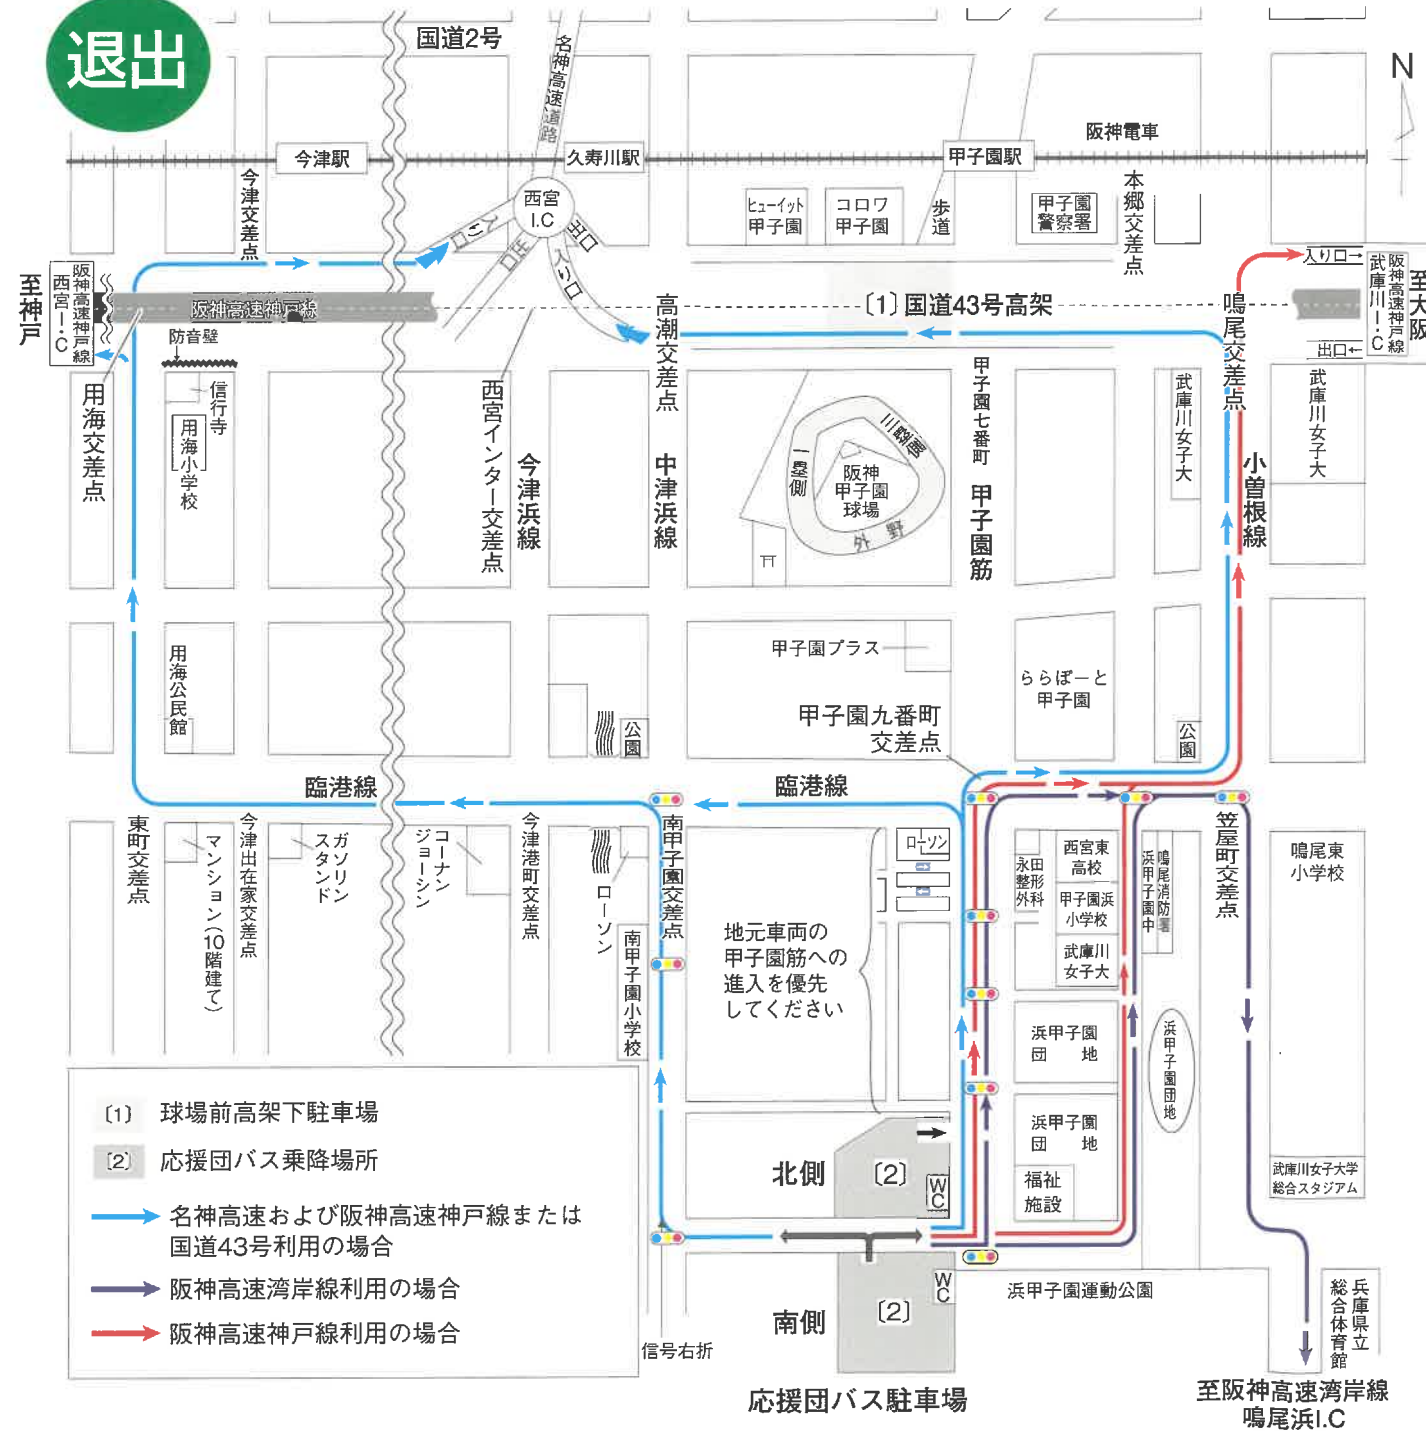 退出
国道2号
名神高速道路
N
阪神電車
今津駅
久寿川駅
甲子園駅
今津交差点
西宮
I.C
入り口
出口
出口
入り口
ヒューイット
甲子園
コロワ
甲子園
歩道
甲子園
警察署
本郷交差点
至神戸
阪神高速神戸線
西宮I・C
阪神高速神戸線
防音壁
高潮交差点
〔1〕国道43号高架
鳴尾交差点
入り口→
出口←
阪神高速神戸線
武庫川I・C
至大阪
用海交差点
信行寺
用海小学校
西宮インター交差点
今津浜線
中津浜線
一塁側
三塁側
阪神
甲子園
球場
外野
甲子園七番町
甲子園筋
武庫川女子大
小曽根線
武庫川女子大
用海公民館
公園
甲子園プラス
ららぽーと
甲子園
甲子園九番町
交差点
公園
臨港線
臨港線
東町交差点
マンション(10階建て)
今津出在家交差点
ガソリン
スタンド
コーナン
ジョーシン
今津港町交差点
ローソン
南甲子園小学校
南甲子園交差点
地元車両の
甲子園筋への
進入を優先
してください
ローソン
永田
整形
外科
西宮東
高校
甲子園浜
小学校
武庫川
女子大
鳴尾消防署
浜甲子園中
笠屋町交差点
鳴尾東
小学校
浜甲子園
団地
浜甲子園団地
浜甲子園
団地
福祉
施設
武庫川女子大学
総合スタジアム
〔1〕 球場前高架下駐車場
〔2〕 応援団バス乗降場所
名神高速および阪神高速神戸線または
国道43号利用の場合
阪神高速湾岸線利用の場合
阪神高速神戸線利用の場合
北側
〔2〕
WC
南側
〔2〕
WC
信号右折
浜甲子園運動公園
兵庫県立
総合体育館
応援団バス駐車場
至阪神高速湾岸線
鳴尾浜I.C